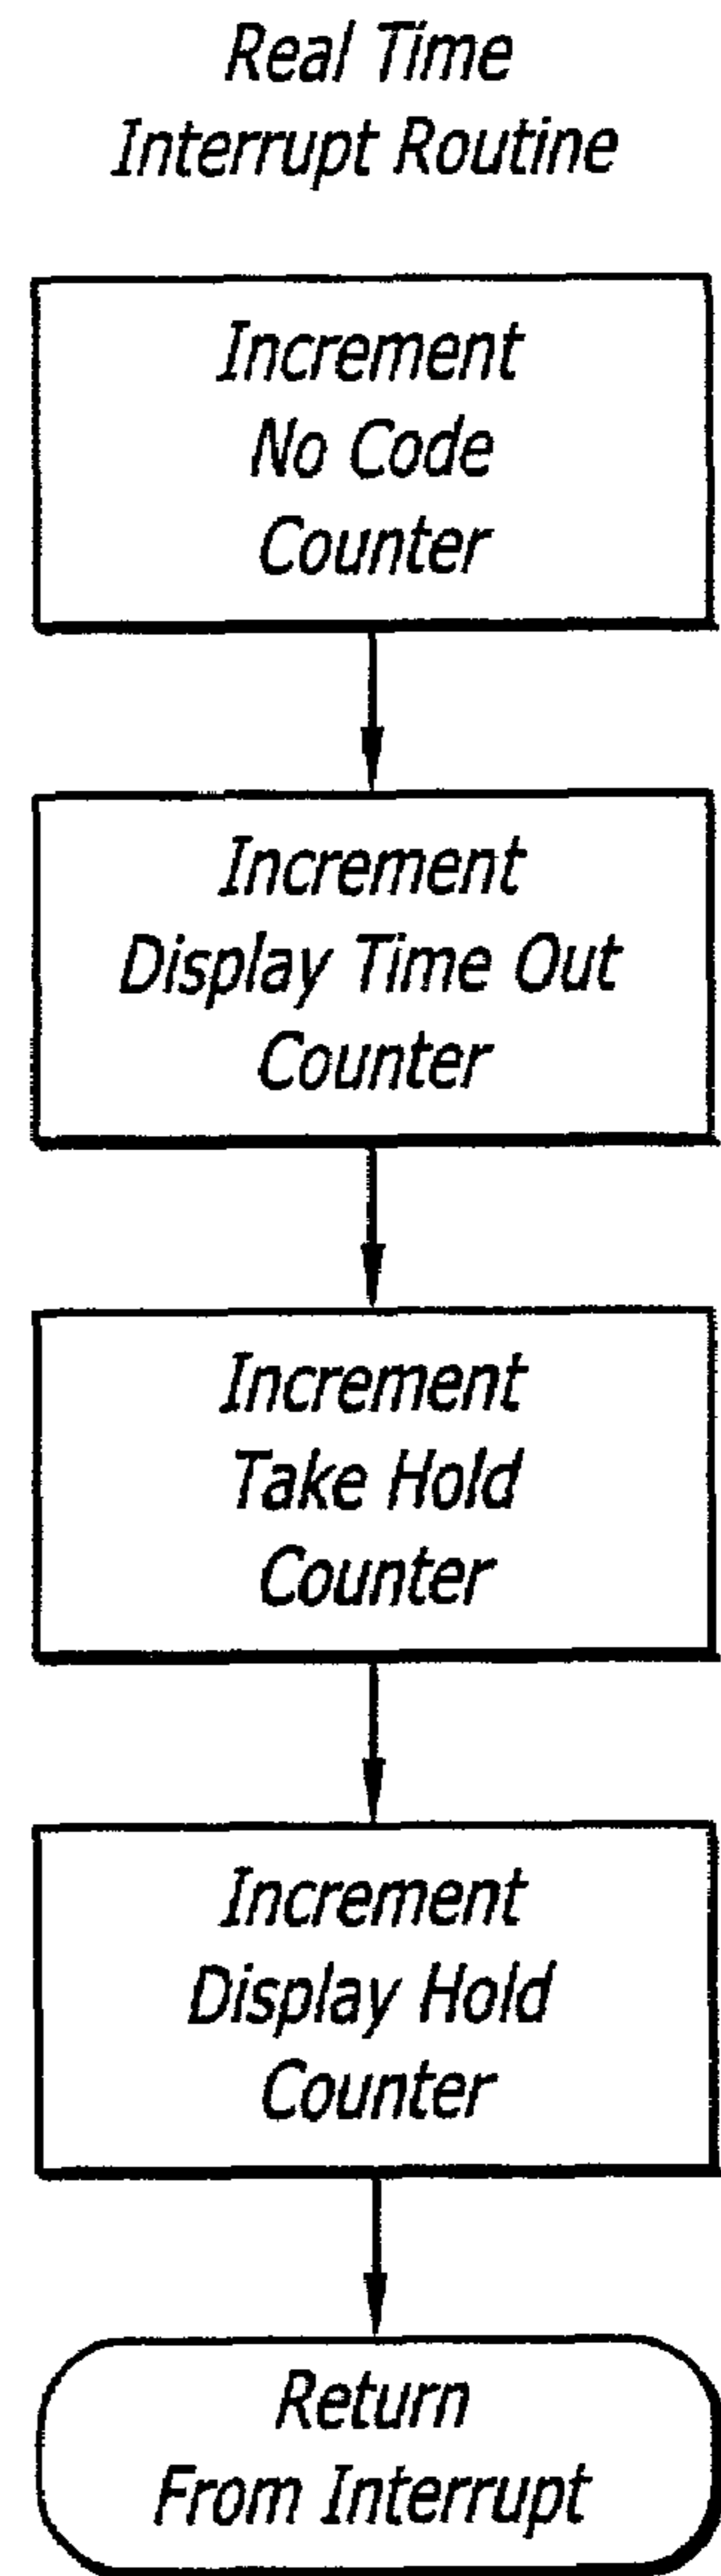 Real Time
Interrupt Routine
Increment
No Code
Counter
Increment
Display Time Out
Counter
Increment
Take Hold
Counter
Increment
Display Hold
Counter
Return
From Interrupt